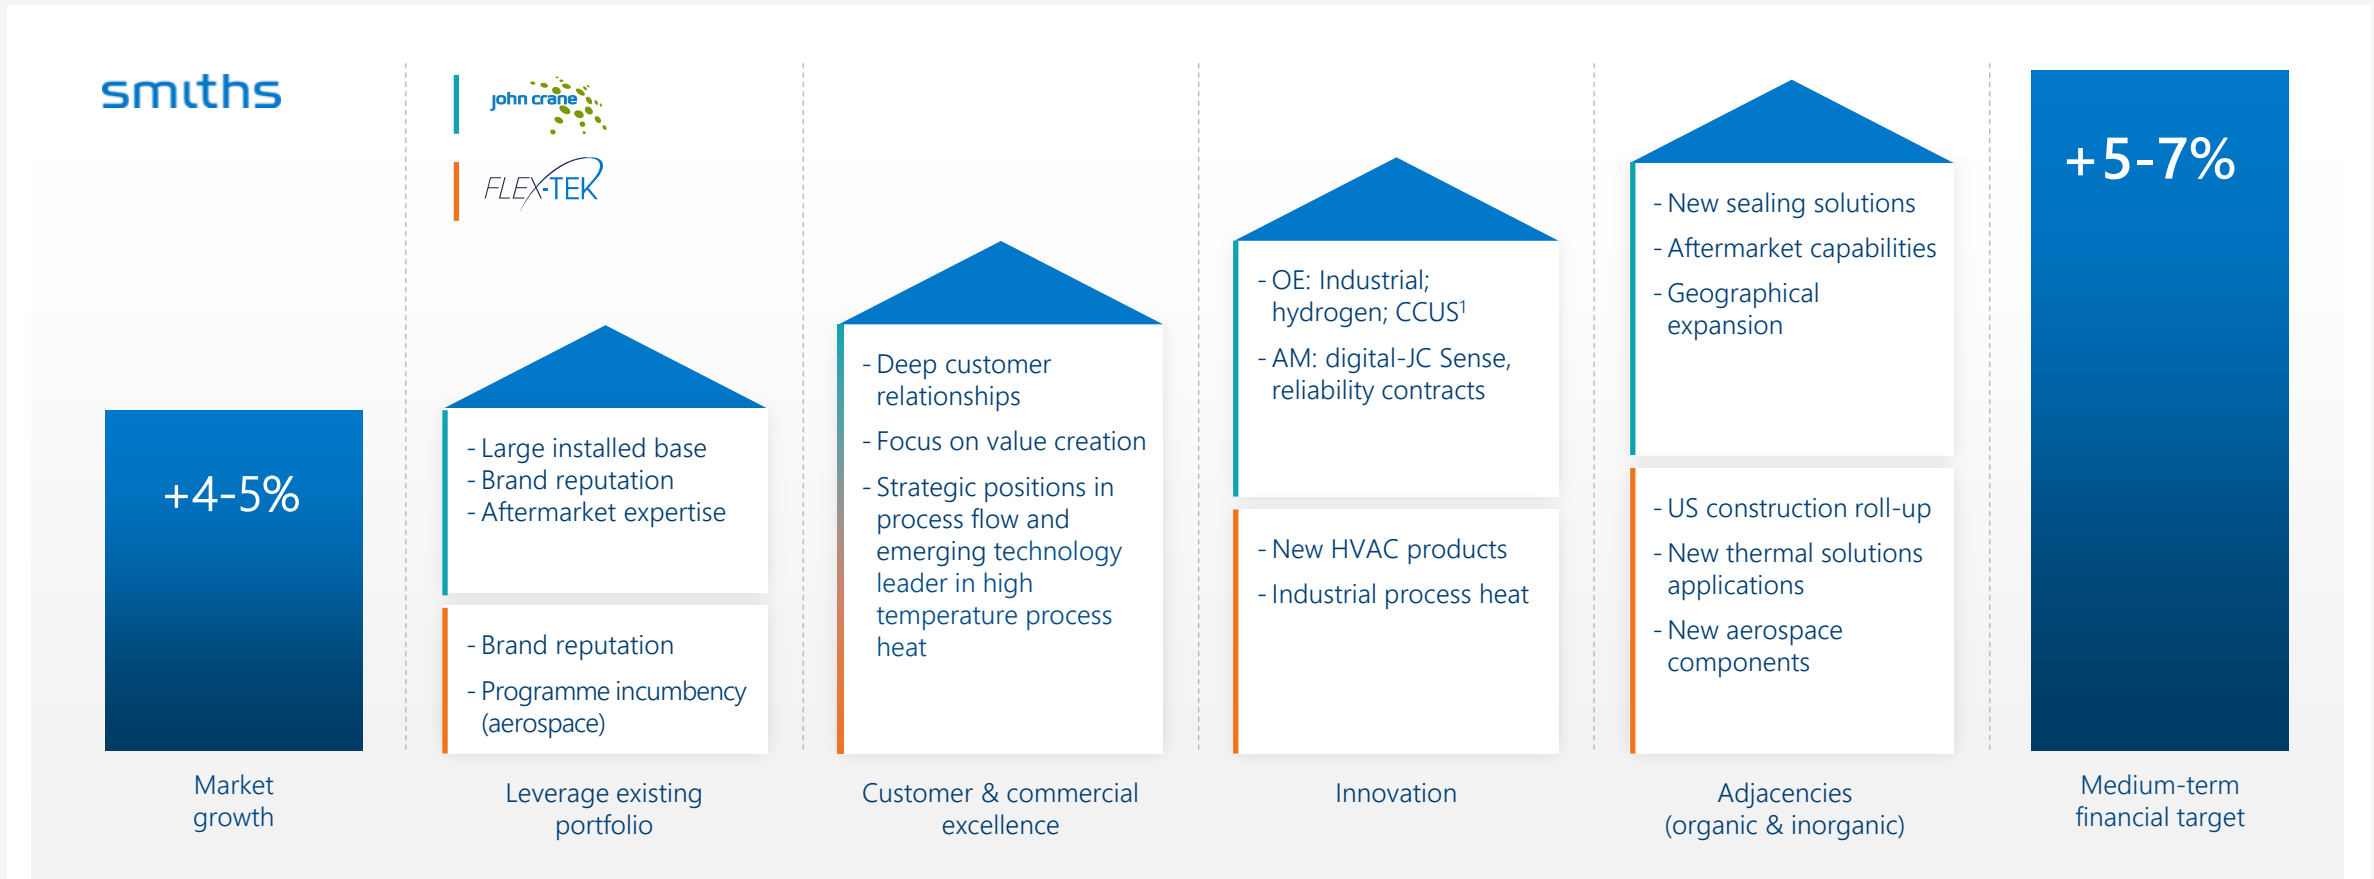 smiths
john crane
FLEX-TEK
+4-5%
Market
growth
- Large installed base
- Brand reputation
- Aftermarket expertise
- Brand reputation
- Programme incumbency
(aerospace)
Leverage existing
portfolio
- Deep customer
relationships
- Focus on value creation
- Strategic positions in
process flow and
emerging technology
leader in high
temperature process
heat
Customer & commercial
excellence
- OE: Industrial;
hydrogen; CCUS¹
- AM: digital-JC Sense,
reliability contracts
- New HVAC products
- Industrial process heat
Innovation
- New sealing solutions
- Aftermarket capabilities
- Geographical
expansion
- US construction roll-up
- New thermal solutions
applications
- New aerospace
components
Adjacencies
(organic & inorganic)
+5-7%
Medium-term
financial target